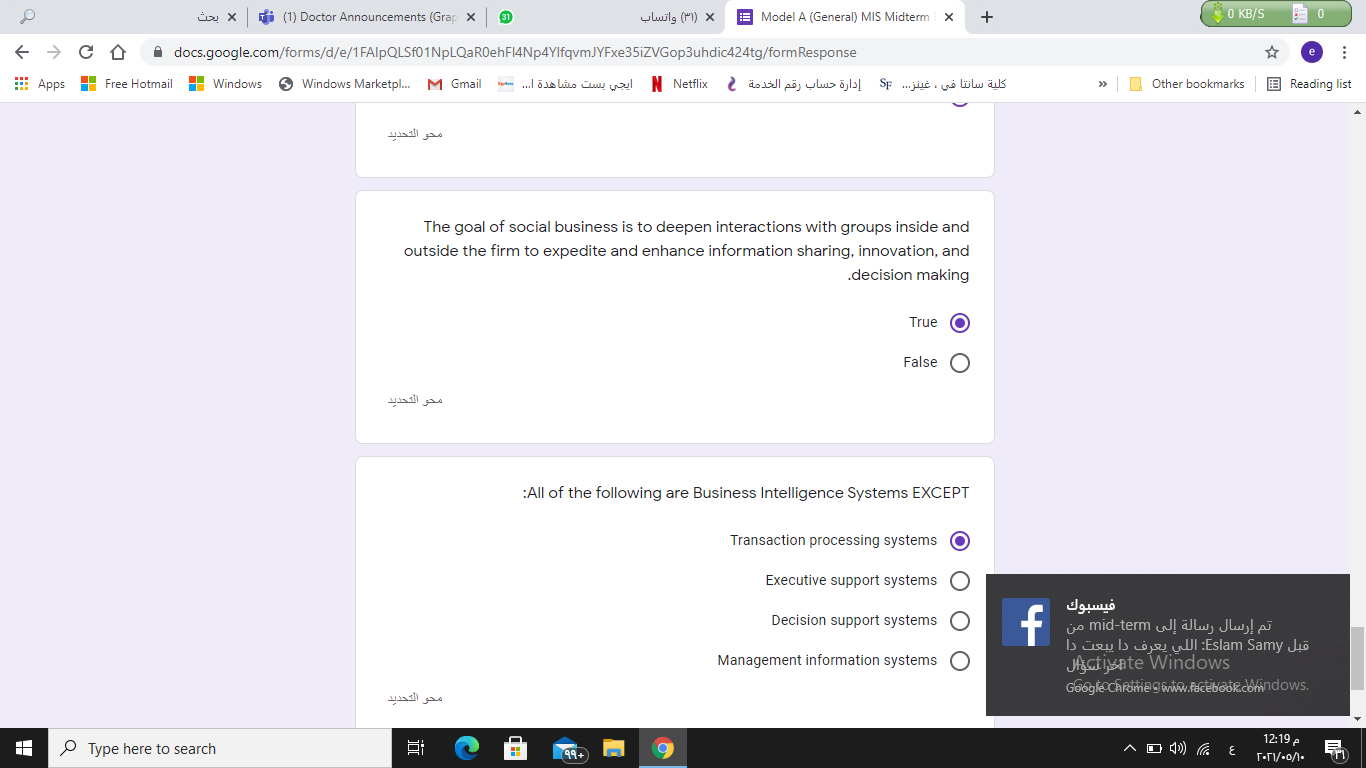 بحث
(1) Doctor Announcements (Grap
31
(٣١) واتساب
Model A (General) MIS Midterm
0 KB/S
0
docs.google.com/forms/d/e/1FAIpQLSf01NpLQaR0ehFI4Np4YIfqvmJYFxe35iZVGop3uhdic424tg/formResponse
e
Apps
Free Hotmail
Windows
Windows Marketpl...
Gmail
ايجي بست مشاهدة ا...
Netflix
إدارة حساب رقم الخدمة
SF
كلية سانتا في ، غينز...
»
Other bookmarks
Reading list
محو التحديد
The goal of social business is to deepen interactions with groups inside and
outside the firm to expedite and enhance information sharing, innovation, and
.decision making
True
False
محو التحديد
:All of the following are Business Intelligence Systems EXCEPT
Transaction processing systems
Executive support systems
Decision support systems
Management information systems
محو التحديد
فيسبوك
تم إرسال رسالة إلى mid-term من
قبل Eslam Samy: اللي يعرف دا يبعت دا
اخر سؤال
Google Chrome • www.facebook.com
Activate Windows
Go to Settings to activate Windows.
Type here to search
٩٩+
ع
12:19 م
٢٠٢١/٠٥/١٠
٣٦